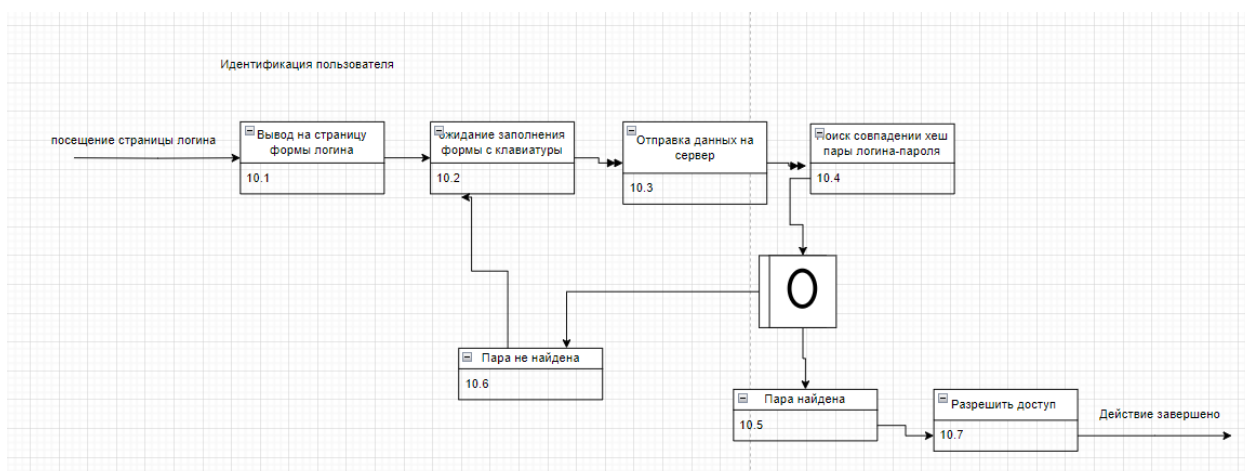 Идентификация пользователя
посещение страницы логина
Вывод на страницу
формы логина
10.1
ожидание заполнения
формы с клавиатуры
10.2
Отправка данных на
сервер
10.3
Поиск совпадении хеш
пары логина-пароля
10.4
O
Пара не найдена
10.6
Пара найдена
10.5
Разрешить доступ
10.7
Действие завершено